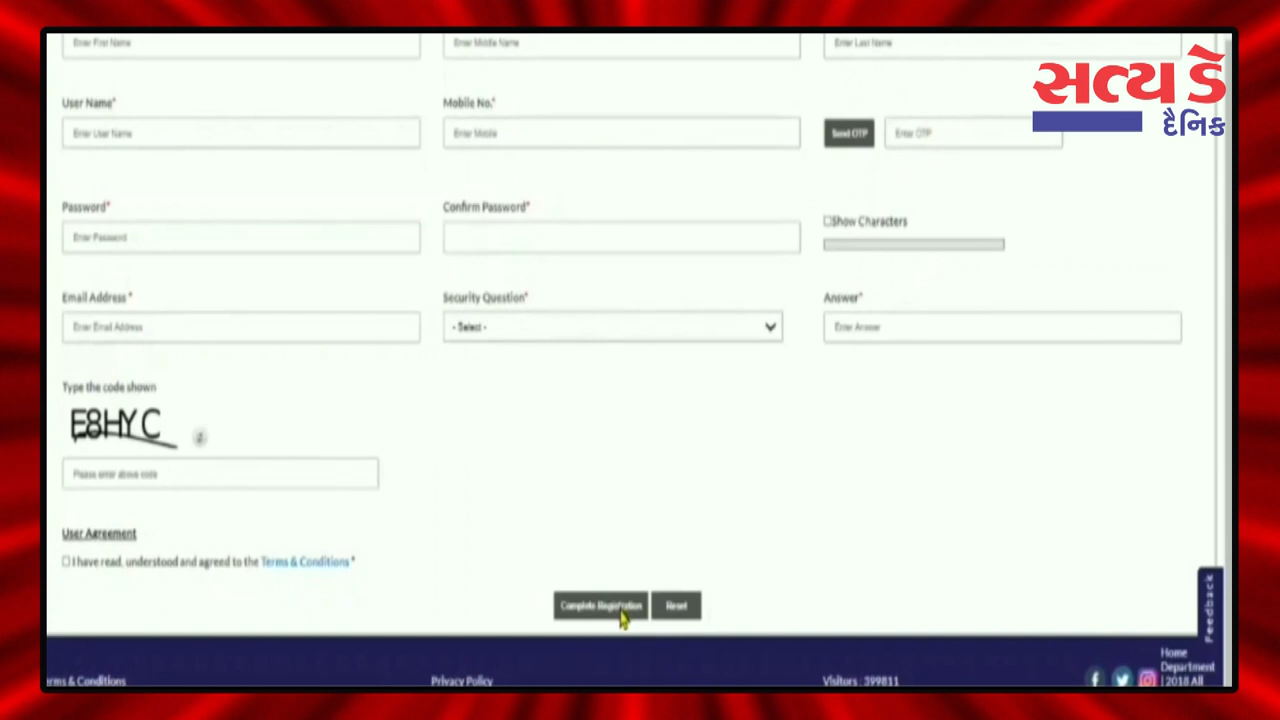 Enter First Name Enter Middle Name Enter Last Name
સત્ય ડે
દૈનિક
User Name* Mobile No.*
Enter User Name Enter Mobile Send OTP Enter OTP
Password* Confirm Password*
Show Characters
Enter Password
Email Address * Security Question* Answer*
Enter Email Address - Select - Enter Answer
Type the code shown
E8HYC
Please enter above code
User Agreement
I have read, understood and agreed to the Terms & Conditions *
Complete Registration Reset
Feedback
rms & Conditions Privacy Policy Visitors : 399811
Home
Department
| 2018 All